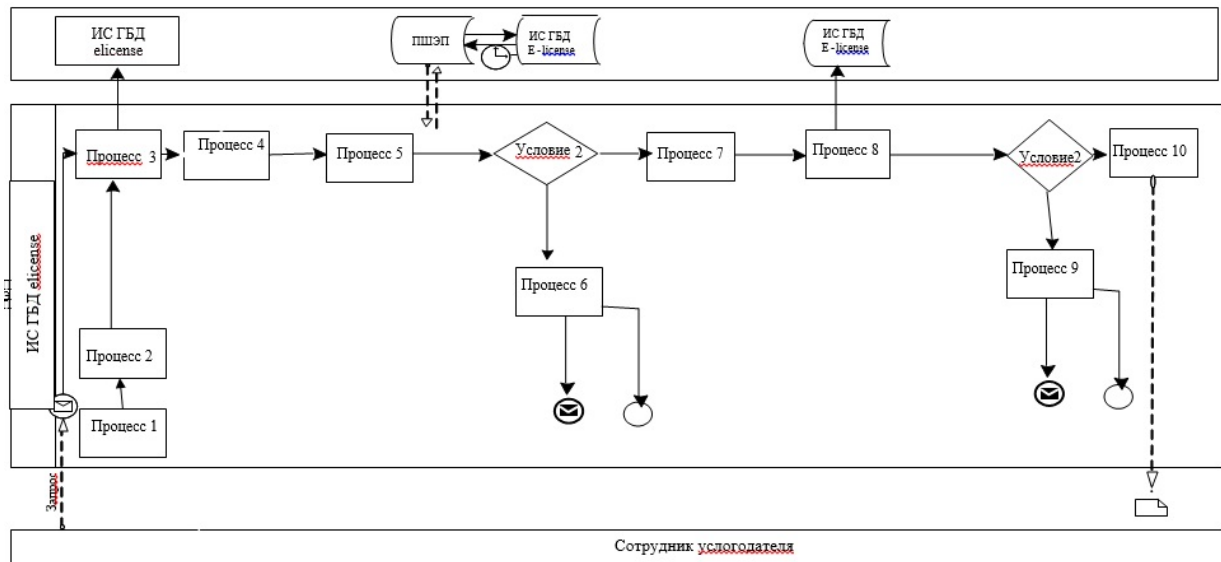 ИС ГБД
elicense
ПШЭП
ИС ГБД
E - license
ИС ГБД
E - license
Процесс 3
Процесс 4
Процесс 5
Условие 2
Процесс 7
Процесс 8
Условие2
Процесс 10
Процесс 6
Процесс 9
ИС ГБД elicense
Процесс 2
Процесс 1
Запрос
Сотрудник услогодателя